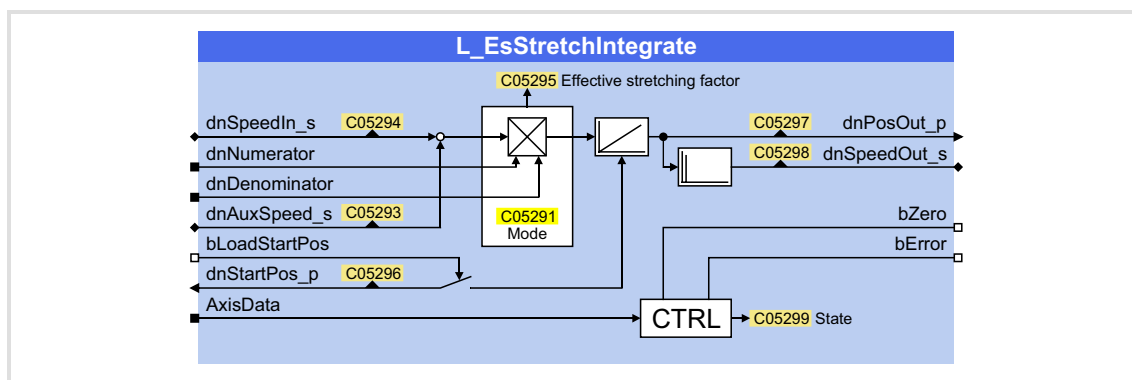 L_EsStretchIntegrate
C05295 Effective stretching factor
dnSpeedIn_s C05294 C05297 dnPosOut_p
dnNumerator C05298 dnSpeedOut_s
dnDenominator
dnAuxSpeed_s C05293 C05291 bZero
Mode
bLoadStartPos bError
dnStartPos_p C05296
AxisData CTRL C05299 State